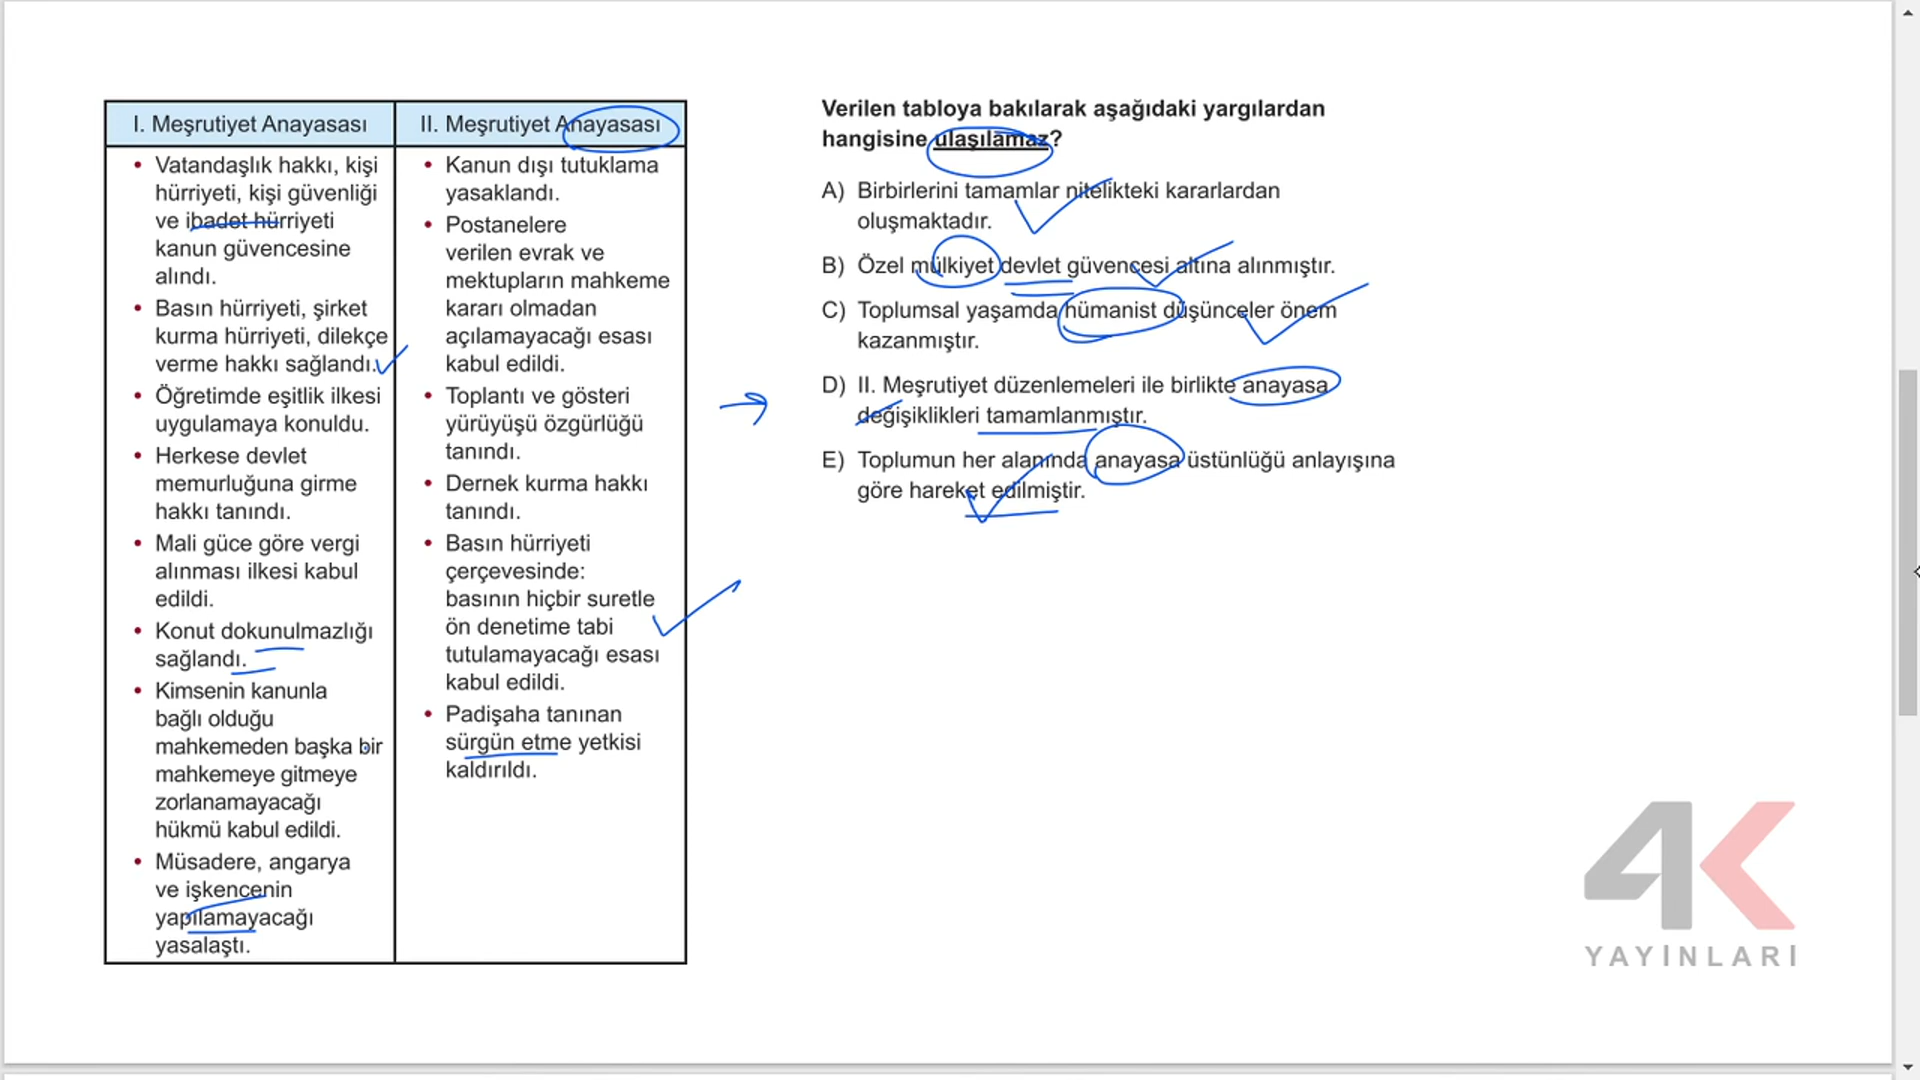 I. Meşrutiyet Anayasası
• Vatandaşlık hakkı, kişi
hürriyeti, kişi güvenliği
ve ibadet hürriyeti
kanun güvencesine
alındı.
• Basın hürriyeti, şirket
kurma hürriyeti, dilekçe
verme hakkı sağlandı.
• Öğretimde eşitlik ilkesi
uygulamaya konuldu.
• Herkese devlet
memurluğuna girme
hakkı tanındı.
• Mali güce göre vergi
alınması ilkesi kabul
edildi.
• Konut dokunulmazlığı
sağlandı.
• Kimsenin kanunla
bağlı olduğu
mahkemeden başka bir
mahkemeye gitmeye
zorlanamayacağı
hükmü kabul edildi.
• Müsadere, angarya
ve işkencenin
yapılamayacağı
yasalaştı.
II. Meşrutiyet Anayasası
• Kanun dışı tutuklama
yasaklandı.
• Postanelere
verilen evrak ve
mektupların mahkeme
kararı olmadan
açılamayacağı esası
kabul edildi.
• Toplantı ve gösteri
yürüyüşü özgürlüğü
tanındı.
• Dernek kurma hakkı
tanındı.
• Basın hürriyeti
çerçevesinde:
basının hiçbir suretle
ön denetime tabi
tutulamayacağı esası
kabul edildi.
• Padişaha tanınan
sürgün etme yetkisi
kaldırıldı.
Verilen tabloya bakılarak aşağıdaki yargılardan
hangisine ulaşılamaz?
A) Birbirlerini tamamlar nitelikteki kararlardan
oluşmaktadır.
B) Özel mülkiyet devlet güvencesi altına alınmıştır.
C) Toplumsal yaşamda hümanist düşünceler önem
kazanmıştır.
D) II. Meşrutiyet düzenlemeleri ile birlikte anayasa
değişiklikleri tamamlanmıştır.
E) Toplumun her alanında anayasa üstünlüğü anlayışına
göre hareket edilmiştir.
4K
YAYINLARI